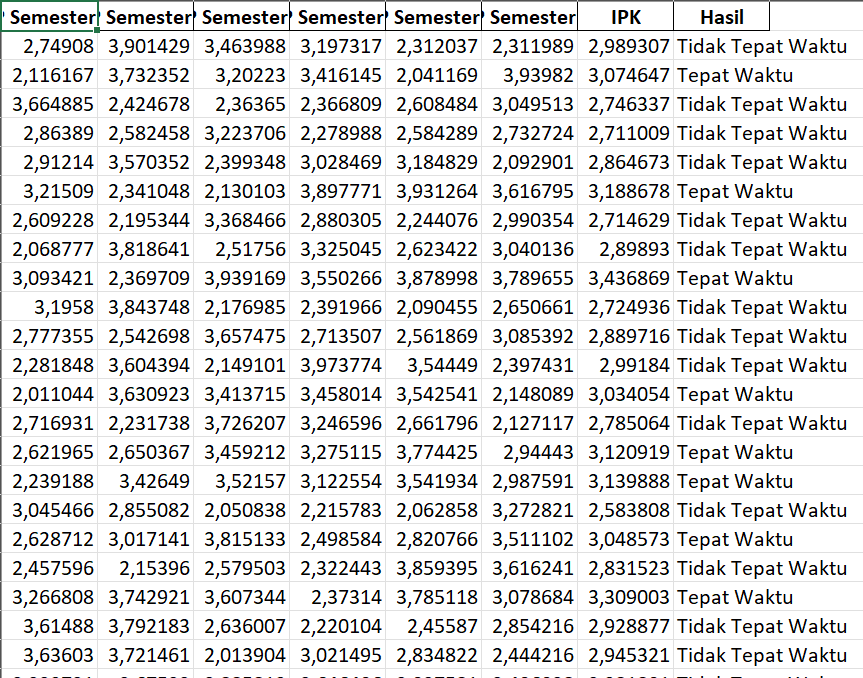 Semester Semester Semester Semester Semester Semester IPK Hasil
2,74908 3,901429 3,463988 3,197317 2,312037 2,311989 2,989307 Tidak Tepat Waktu
2,116167 3,732352 3,20223 3,416145 2,041169 3,93982 3,074647 Tepat Waktu
3,664885 2,424678 2,36365 2,366809 2,608484 3,049513 2,746337 Tidak Tepat Waktu
2,86389 2,582458 3,223706 2,278988 2,584289 2,732724 2,711009 Tidak Tepat Waktu
2,91214 3,570352 2,399348 3,028469 3,184829 2,092901 2,864673 Tidak Tepat Waktu
3,21509 2,341048 2,130103 3,897771 3,931264 3,616795 3,188678 Tepat Waktu
2,609228 2,195344 3,368466 2,880305 2,244076 2,990354 2,714629 Tidak Tepat Waktu
2,068777 3,818641 2,51756 3,325045 2,623422 3,040136 2,89893 Tidak Tepat Waktu
3,093421 2,369709 3,939169 3,550266 3,878998 3,789655 3,436869 Tepat Waktu
3,1958 3,843748 2,176985 2,391966 2,090455 2,650661 2,724936 Tidak Tepat Waktu
2,777355 2,542698 3,657475 2,713507 2,561869 3,085392 2,889716 Tidak Tepat Waktu
2,281848 3,604394 2,149101 3,973774 3,54449 2,397431 2,99184 Tidak Tepat Waktu
2,011044 3,630923 3,413715 3,458014 3,542541 2,148089 3,034054 Tepat Waktu
2,716931 2,231738 3,726207 3,246596 2,661796 2,127117 2,785064 Tidak Tepat Waktu
2,621965 2,650367 3,459212 3,275115 3,774425 2,94443 3,120919 Tepat Waktu
2,239188 3,42649 3,52157 3,122554 3,541934 2,987591 3,139888 Tepat Waktu
3,045466 2,855082 2,050838 2,215783 2,062858 3,272821 2,583808 Tidak Tepat Waktu
2,628712 3,017141 3,815133 2,498584 2,820766 3,511102 3,048573 Tepat Waktu
2,457596 2,15396 2,579503 2,322443 3,859395 3,616241 2,831523 Tidak Tepat Waktu
3,266808 3,742921 3,607344 2,37314 3,785118 3,078684 3,309003 Tepat Waktu
3,61488 3,792183 2,636007 2,220104 2,45587 2,854216 2,928877 Tidak Tepat Waktu
3,63603 3,721461 2,013904 3,021495 2,834822 2,444216 2,945321 Tidak Tepat Waktu